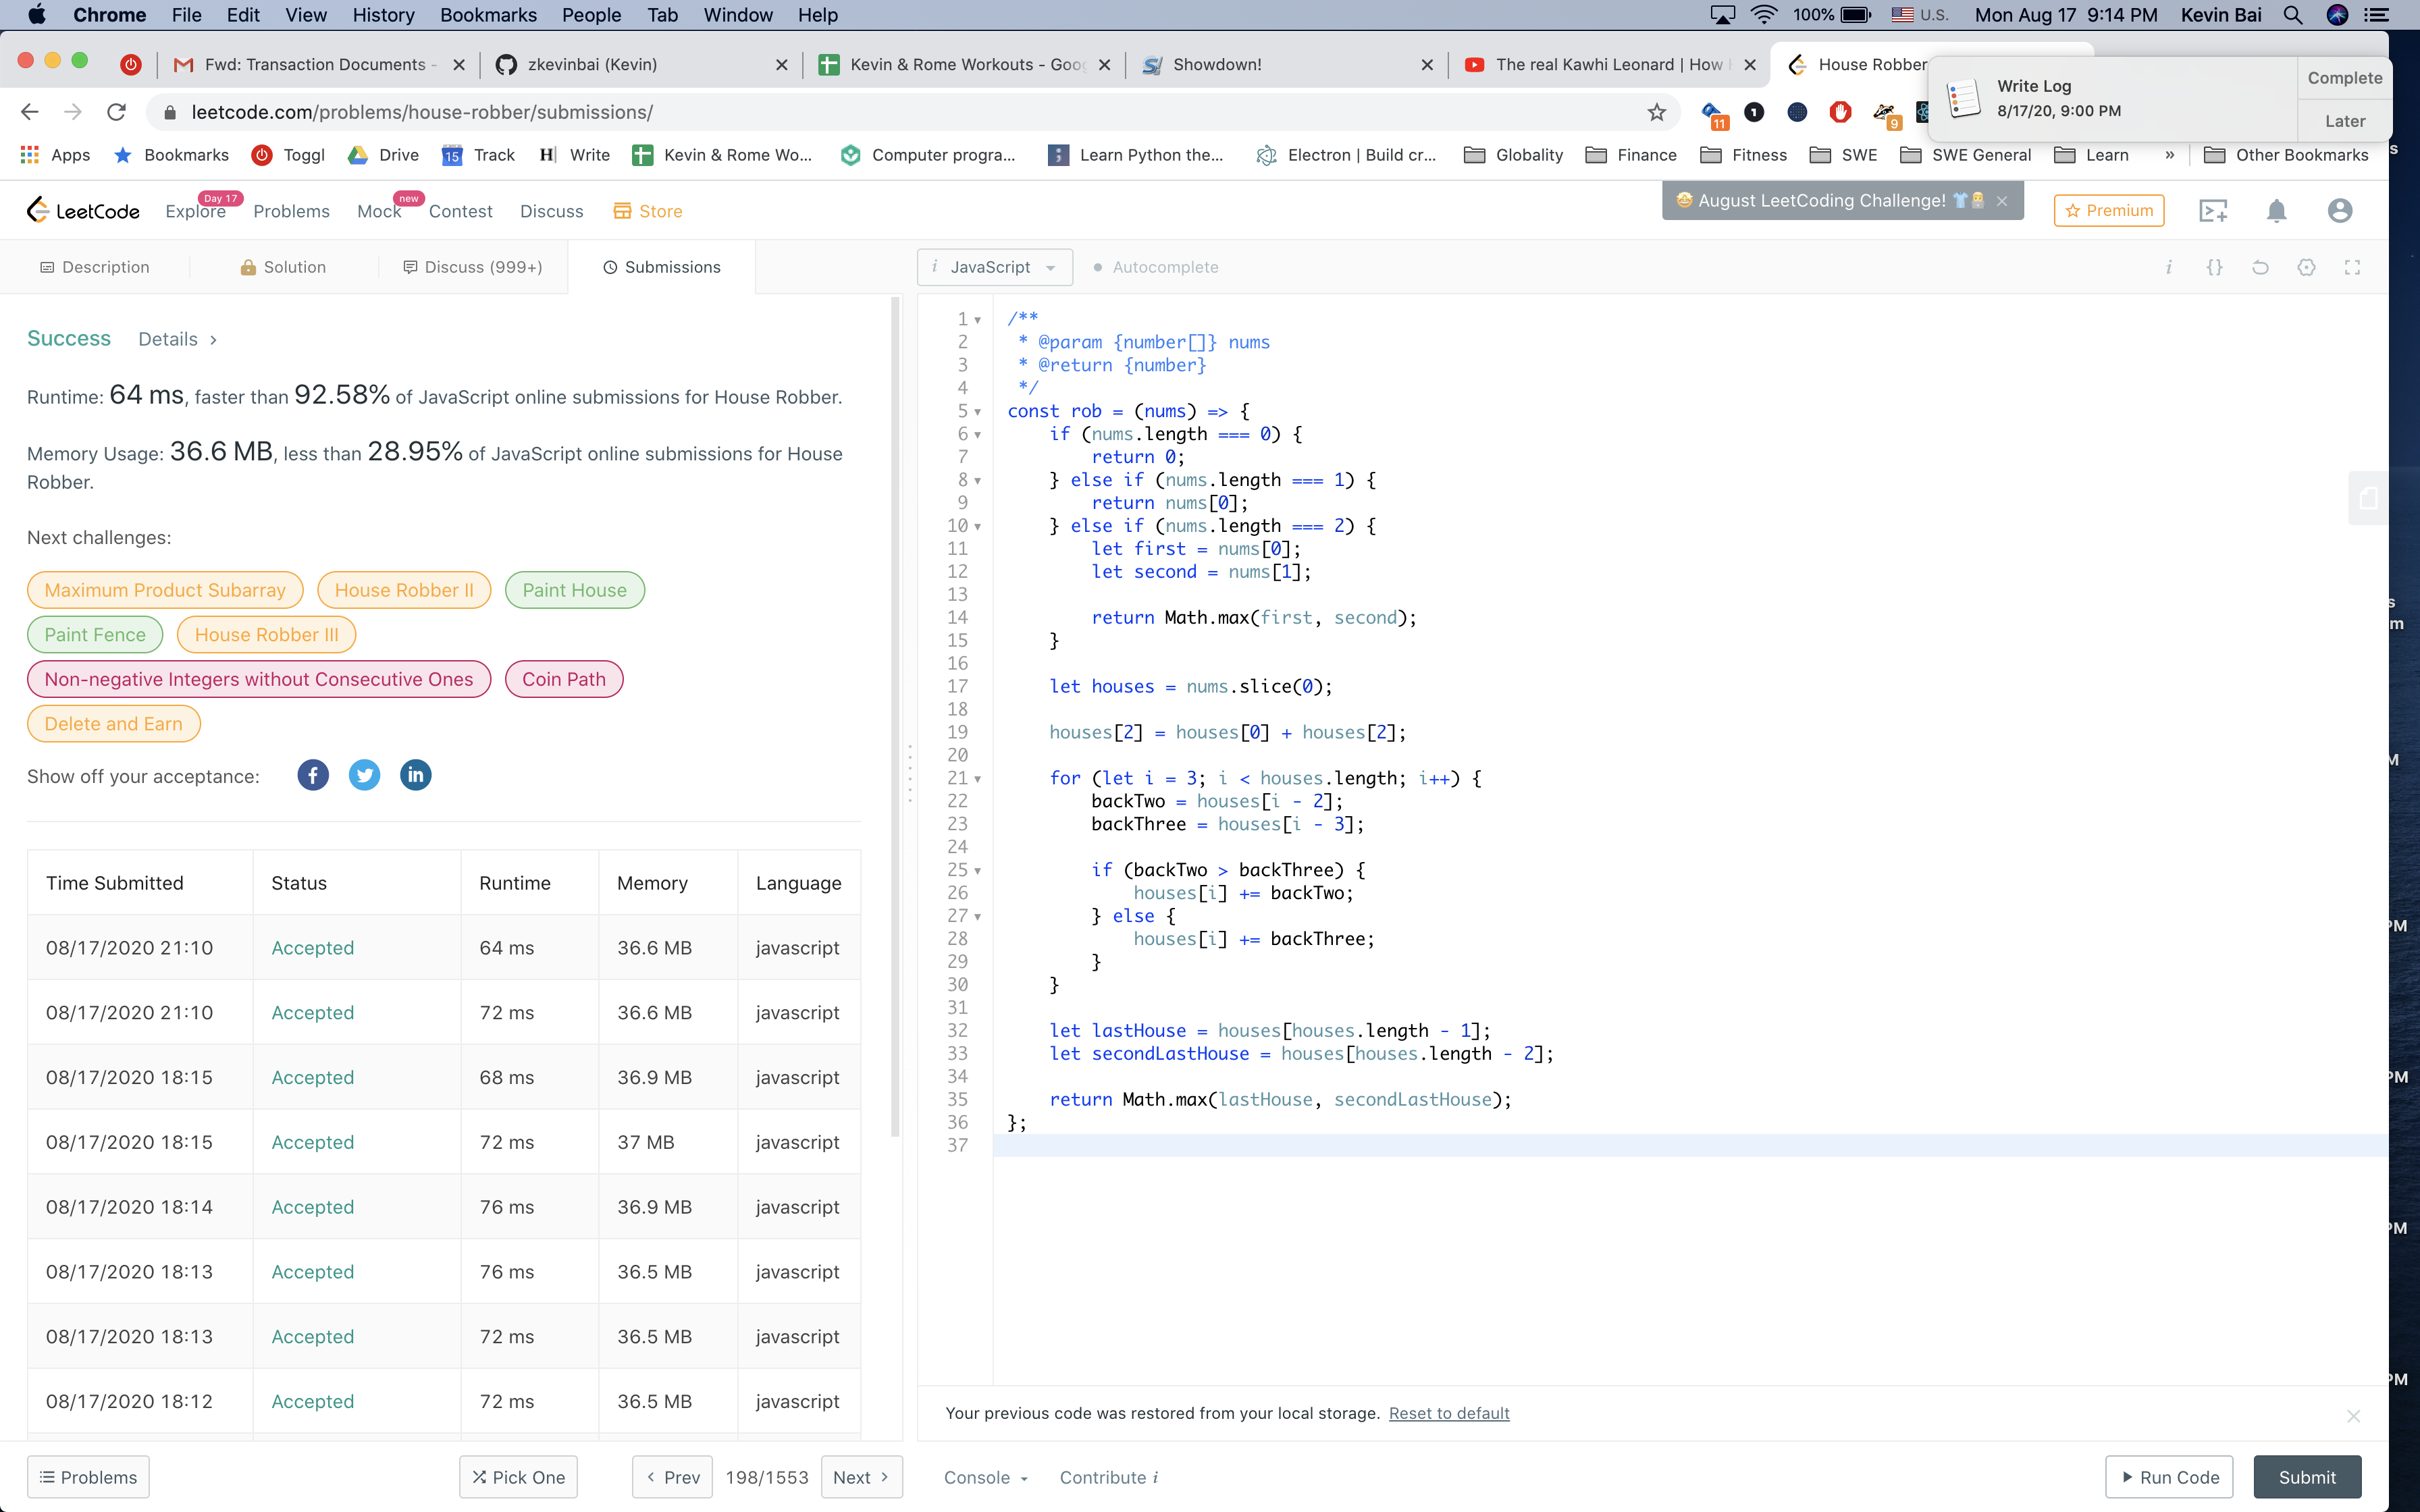 Chrome File Edit View History Bookmarks People Tab Window Help 100% U.S. Mon Aug 17 9:14 PM Kevin Bai
Fwd: Transaction Documents - zkevinbai (Kevin) Kevin & Rome Workouts - Goog Showdown! The real Kawhi Leonard | How House Robber
leetcode.com/problems/house-robber/submissions/ 11 1 9
Write Log
8/17/20, 9:00 PM
Complete
Later
Apps Bookmarks Toggl Drive 15 Track H Write Kevin & Rome Wo... Computer progra... Learn Python the... Electron | Build cr... Globality Finance Fitness SWE SWE General Learn » Other Bookmarks
LeetCode Explore Day 17 Problems Mock new Contest Discuss Store August LeetCoding Challenge! Premium
Description Solution Discuss (999+) Submissions
i JavaScript Autocomplete i {}
Success Details >
Runtime: 64 ms, faster than 92.58% of JavaScript online submissions for House Robber.
Memory Usage: 36.6 MB, less than 28.95% of JavaScript online submissions for House
Robber.
Next challenges:
Maximum Product Subarray House Robber II Paint House
Paint Fence House Robber III
Non-negative Integers without Consecutive Ones Coin Path
Delete and Earn
Show off your acceptance: f in
Time Submitted Status Runtime Memory Language
08/17/2020 21:10 Accepted 64 ms 36.6 MB javascript
08/17/2020 21:10 Accepted 72 ms 36.6 MB javascript
08/17/2020 18:15 Accepted 68 ms 36.9 MB javascript
08/17/2020 18:15 Accepted 72 ms 37 MB javascript
08/17/2020 18:14 Accepted 76 ms 36.9 MB javascript
08/17/2020 18:13 Accepted 76 ms 36.5 MB javascript
08/17/2020 18:13 Accepted 72 ms 36.5 MB javascript
08/17/2020 18:12 Accepted 72 ms 36.5 MB javascript
Problems Pick One < Prev 198/1553 Next >
1 /**
2 * @param {number[]} nums
3 * @return {number}
4 */
5 const rob = (nums) => {
6 if (nums.length === 0) {
7 return 0;
8 } else if (nums.length === 1) {
9 return nums[0];
10 } else if (nums.length === 2) {
11 let first = nums[0];
12 let second = nums[1];
13
14 return Math.max(first, second);
15 }
16
17 let houses = nums.slice(0);
18
19 houses[2] = houses[0] + houses[2];
20
21 for (let i = 3; i < houses.length; i++) {
22 backTwo = houses[i - 2];
23 backThree = houses[i - 3];
24
25 if (backTwo > backThree) {
26 houses[i] += backTwo;
27 } else {
28 houses[i] += backThree;
29 }
30 }
31
32 let lastHouse = houses[houses.length - 1];
33 let secondLastHouse = houses[houses.length - 2];
34
35 return Math.max(lastHouse, secondLastHouse);
36 };
37
Your previous code was restored from your local storage. Reset to default
Console Contribute i Run Code Submit